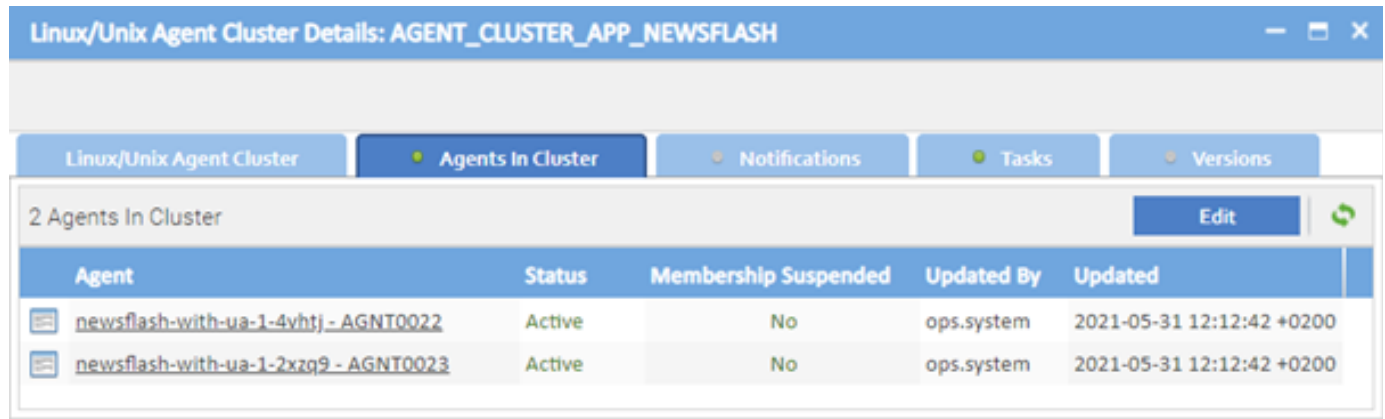 Linux/Unix Agent Cluster Details: AGENT_CLUSTER_APP_NEWSFLASH
Linux/Unix Agent Cluster Agents In Cluster Notifications Tasks Versions
2 Agents In Cluster Edit
Agent Status Membership Suspended Updated By Updated
newsflash-with-ua-1-4vhtj - AGNT0022 Active No ops.system 2021-05-31 12:12:42 +0200
newsflash-with-ua-1-2xzq9 - AGNT0023 Active No ops.system 2021-05-31 12:12:42 +0200